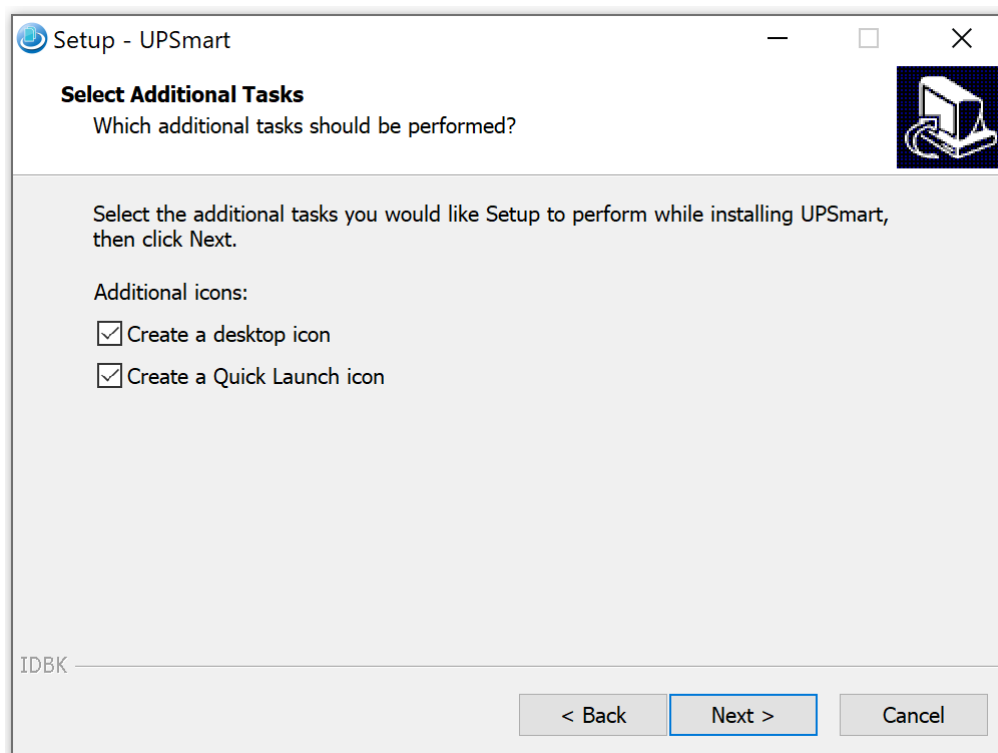 Setup - UPSmart
Select Additional Tasks
Which additional tasks should be performed?
Select the additional tasks you would like Setup to perform while installing UPSmart,
then click Next.
Additional icons:
Create a desktop icon
Create a Quick Launch icon
IDBK
< Back
Next >
Cancel